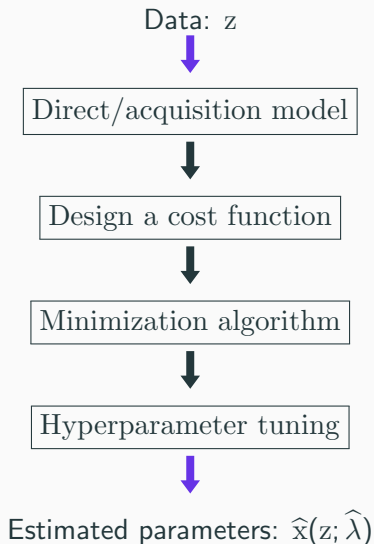 Data: z
Direct/acquisition model
Design a cost function
Minimization algorithm
Hyperparameter tuning
Estimated parameters: x̂(z; λ̂)